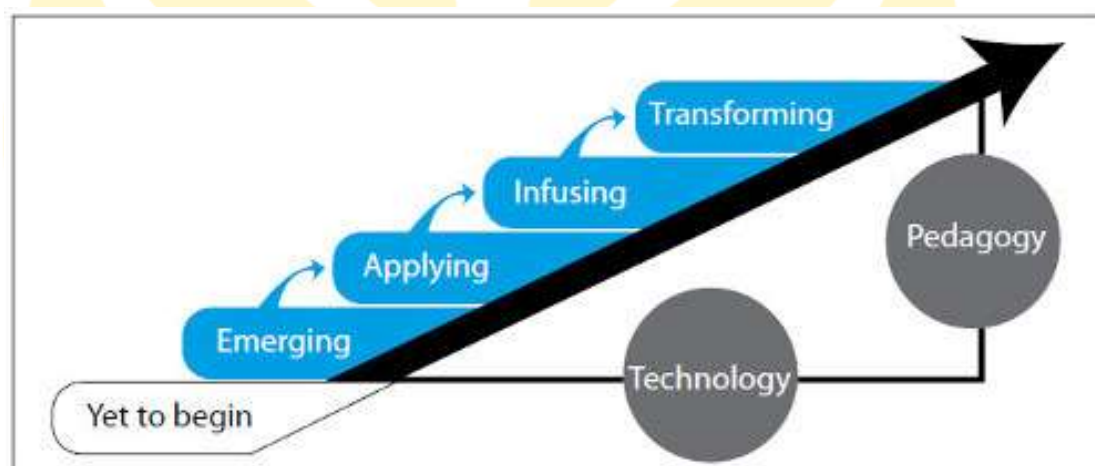 Transforming
Infusing
Pedagogy
Applying
Emerging
Technology
Yet to begin